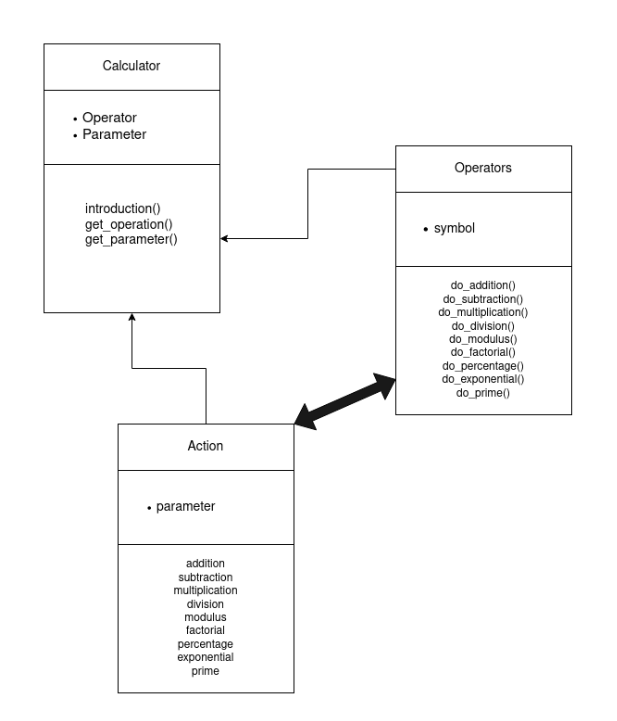 Calculator
• Operator
• Parameter
introduction()
get_operation()
get_parameter()
Operators
• symbol
do_addition()
do_subtraction()
do_multiplication()
do_division()
do_modulus()
do_factorial()
do_percentage()
do_exponential()
do_prime()
Action
• parameter
addition
subtraction
multiplication
division
modulus
factorial
percentage
exponential
prime